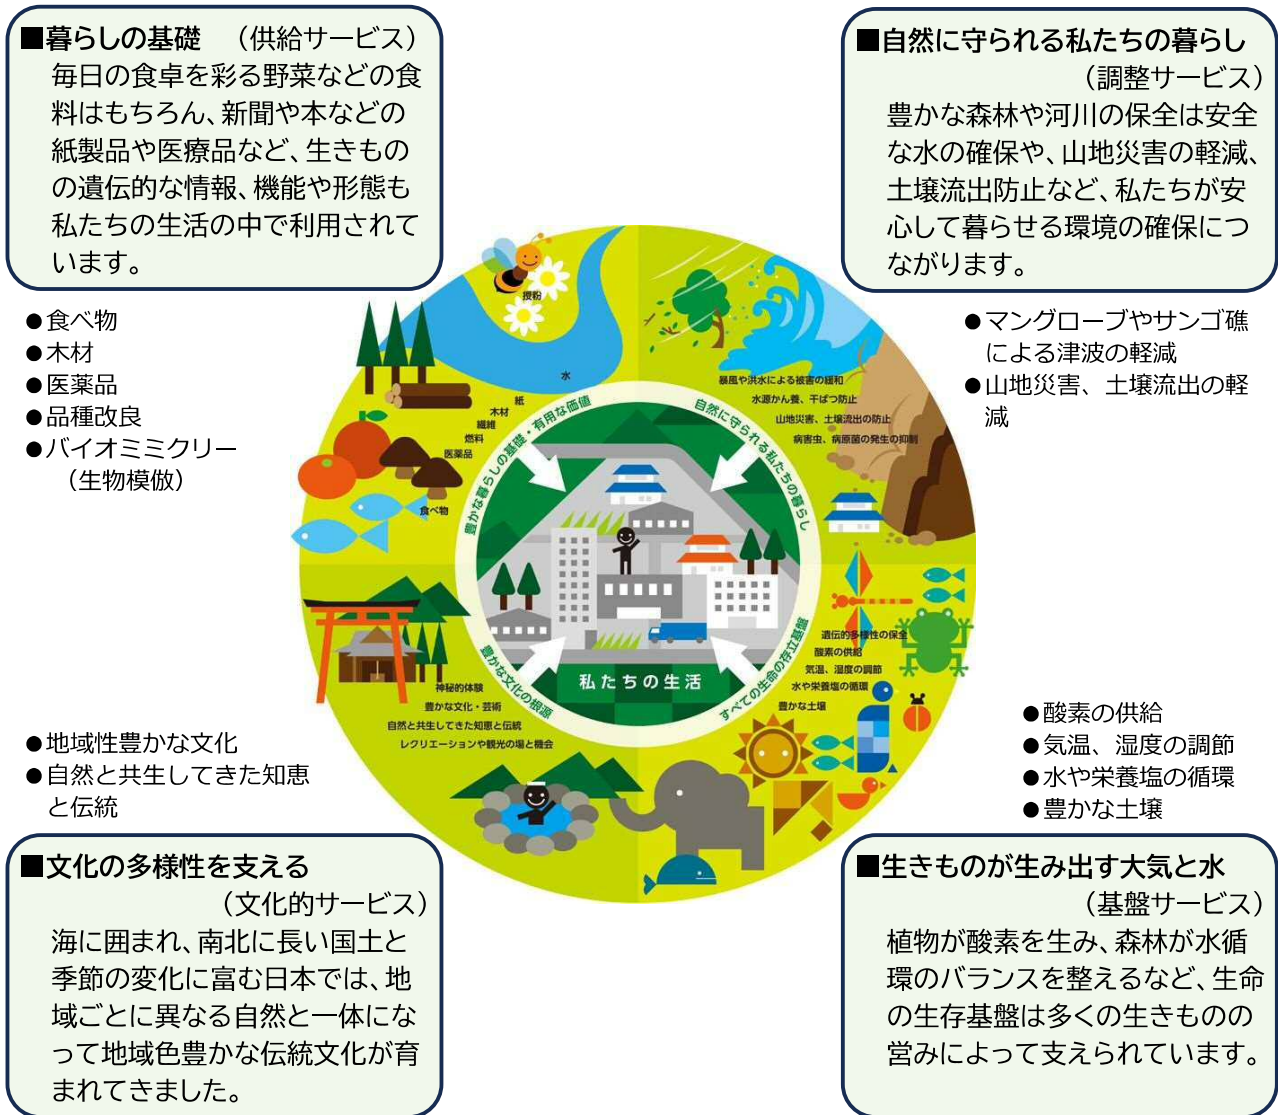 ■暮らしの基礎　（供給サービス）
毎日の食卓を彩る野菜などの食
料はもちろん、新聞や本などの
紙製品や医療品など、生きもの
の遺伝的な情報、機能や形態も
私たちの生活の中で利用されて
います。
●食べ物
●木材
●医薬品
●品種改良
●バイオミミクリー
（生物模倣）
■自然に守られる私たちの暮らし
（調整サービス）
豊かな森林や河川の保全は安全
な水の確保や、山地災害の軽減、
土壌流出防止など、私たちが安
心して暮らせる環境の確保につ
ながります。
●マングローブやサンゴ礁
による津波の軽減
●山地災害、土壌流出の軽
減
授粉
水
紙
木材
繊維
燃料
医薬品
食べ物
豊かな暮らしの基礎・有用な価値
暴風や洪水による被害の緩和
水源かん養、干ばつ防止
山地災害、土壌流出の防止
病害虫、病原菌の発生の抑制
自然に守られる私たちの暮らし
神秘的体験
豊かな文化・芸術
自然と共生してきた知恵と伝統
レクリエーションや観光の場と機会
豊かな文化の根源
遺伝的多様性の保全
酸素の供給
気温、湿度の調節
水や栄養塩の循環
豊かな土壌
すべての生命の存立基盤
私たちの生活
●地域性豊かな文化
●自然と共生してきた知恵
と伝統
■文化の多様性を支える
（文化的サービス）
海に囲まれ、南北に長い国土と
季節の変化に富む日本では、地
域ごとに異なる自然と一体にな
って地域色豊かな伝統文化が育
まれてきました。
●酸素の供給
●気温、湿度の調節
●水や栄養塩の循環
●豊かな土壌
■生きものが生み出す大気と水
（基盤サービス）
植物が酸素を生み、森林が水循
環のバランスを整えるなど、生命
の生存基盤は多くの生きものの
営みによって支えられています。